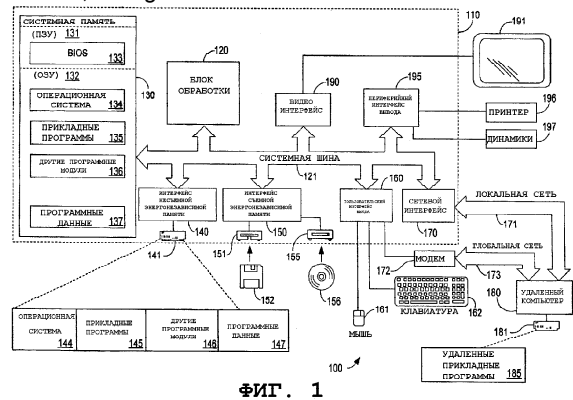 СИСТЕМНАЯ ПАМЯТЬ
(ПЗУ) 131
BIOS
133
(ОЗУ) 132
130
ОПЕРАЦИОННАЯ
СИСТЕМА 134
ПРИКЛАДНЫЕ
ПРОГРАММЫ 135
ДРУГИЕ ПРОГРАММНЫЕ
МОДУЛИ 136
ПРОГРАММНЫЕ
ДАННЫЕ 137
120
БЛОК
ОБРАБОТКИ
190
ВИДЕО
ИНТЕРФЕЙС
195
ПЕРИФЕРИЙНЫЙ
ИНТЕРФЕЙС
ВЫВОДА
110
191
ПРИНТЕР
196
ДИНАМИКИ
197
СИСТЕМНАЯ ШИНА
121
ИНТЕРФЕЙС
НЕСЪЕМНОЙ
ЭНЕРГОНЕЗАВИСИМОЙ
ПАМЯТИ
140
ИНТЕРФЕЙС
СЪЕМНОЙ
ЭНЕРГОНЕЗАВИСИМОЙ
ПАМЯТИ
150
160
ПОЛЬЗОВАТЕЛЬСКИЙ
ИНТЕРФЕЙС
ВВОДА
СЕТЕВОЙ
ИНТЕРФЕЙС
170
ЛОКАЛЬНАЯ СЕТЬ
171
141
151
155
152
156
МОДЕМ
172
ГЛОБАЛЬНАЯ СЕТЬ
173
161
МЫШЬ
162
КЛАВИАТУРА
180
УДАЛЕННЫЙ
КОМПЬЮТЕР
181
ОПЕРАЦИОННАЯ
СИСТЕМА 144
ПРИКЛАДНЫЕ
ПРОГРАММЫ 145
ДРУГИЕ
ПРОГРАММНЫЕ
МОДУЛИ 146
ПРОГРАММНЫЕ
ДАННЫЕ 147
100
УДАЛЕННЫЕ
ПРИКЛАДНЫЕ
ПРОГРАММЫ 185
ФИГ. 1